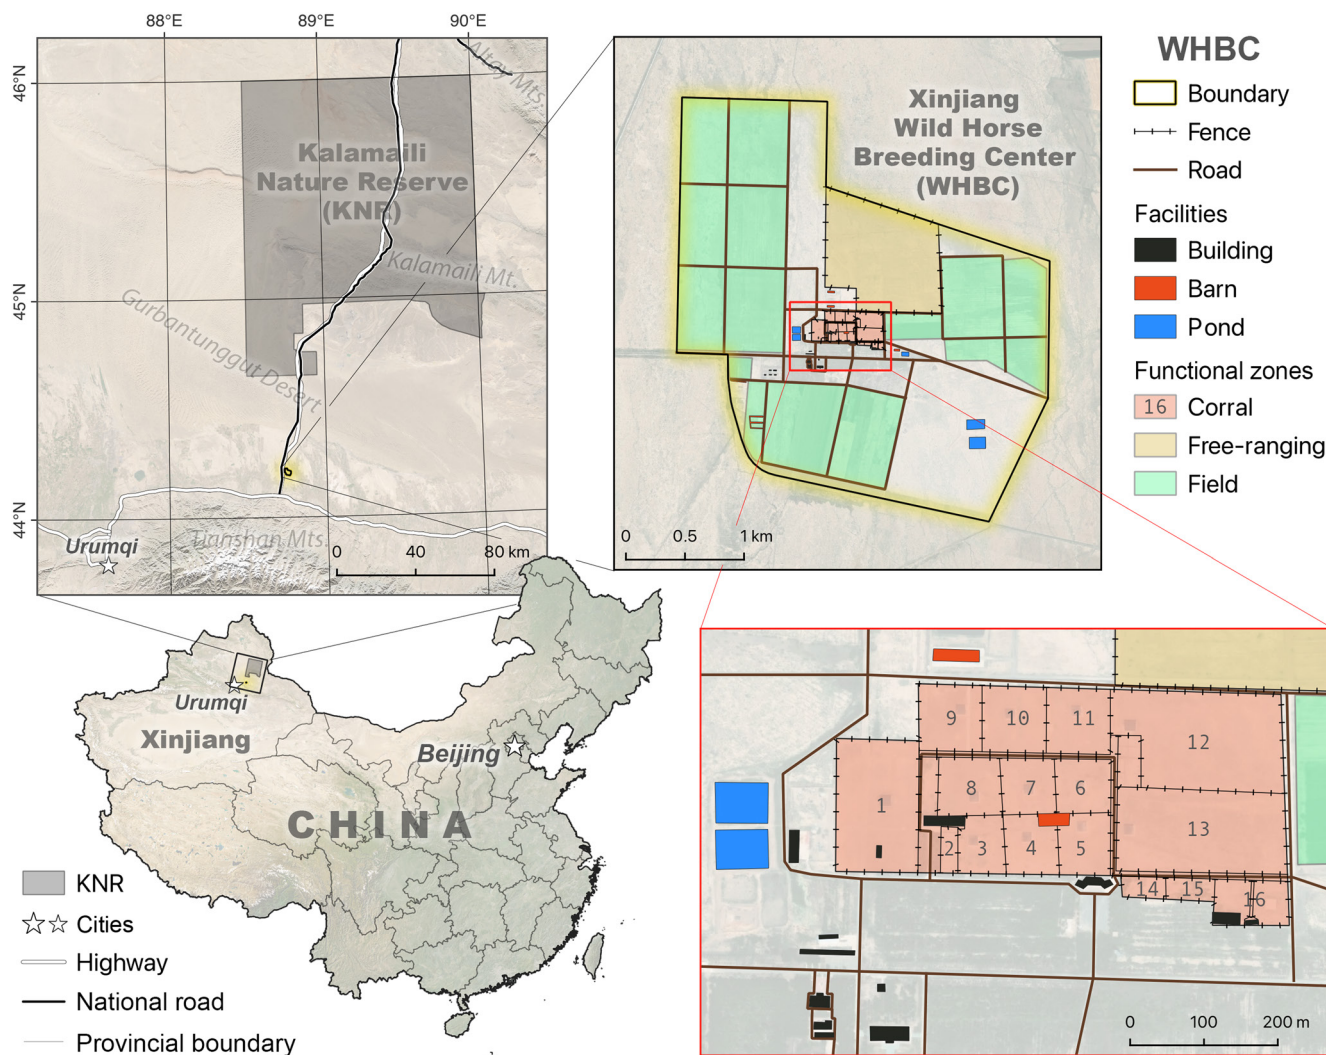 88°E
89°E
90°E
46°N
45°N
44°N
Altay Mts.
Kalamaili
Nature Reserve
(KNR)
Kalamaili Mt.
Gurbantunggut Desert
Urumqi
Tianshan Mts.
0
40
80 km
Xinjiang
Wild Horse
Breeding Center
(WHBC)
0
0.5
1 km
WHBC
Boundary
Fence
Road
Facilities
Building
Barn
Pond
Functional zones
16
Corral
Free-ranging
Field
Urumqi
Xinjiang
Beijing
CHINA
KNR
Cities
Highway
National road
Provincial boundary
9
10
11
12
1
8
7
6
13
2
3
4
5
14
15
16
0
100
200 m